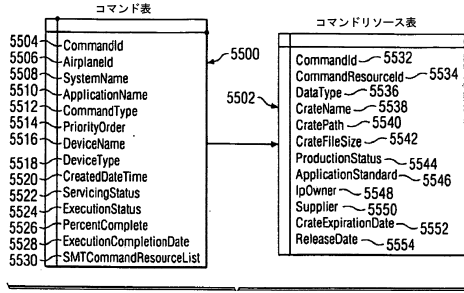 コマンド表
5500
5504 CommandId
5506 AirplaneId
5508 SystemName
5510 ApplicationName
5512 CommandType
5514 PriorityOrder
5516 DeviceName
5518 DeviceType
5520 CreatedDateTime
5522 ServicingStatus
5524 ExecutionStatus
5526 PercentComplete
5528 ExecutionCompletionDate
5530 SMTCommandResourceList
コマンドリソース表
5502
CommandId 5532
CommandResourceId 5534
DataType 5536
CrateName 5538
CratePath 5540
CrateFileSize 5542
ProductionStatus 5544
ApplicationStandard 5546
IpOwner 5548
Supplier 5550
CrateExpirationDate 5552
ReleaseDate 5554